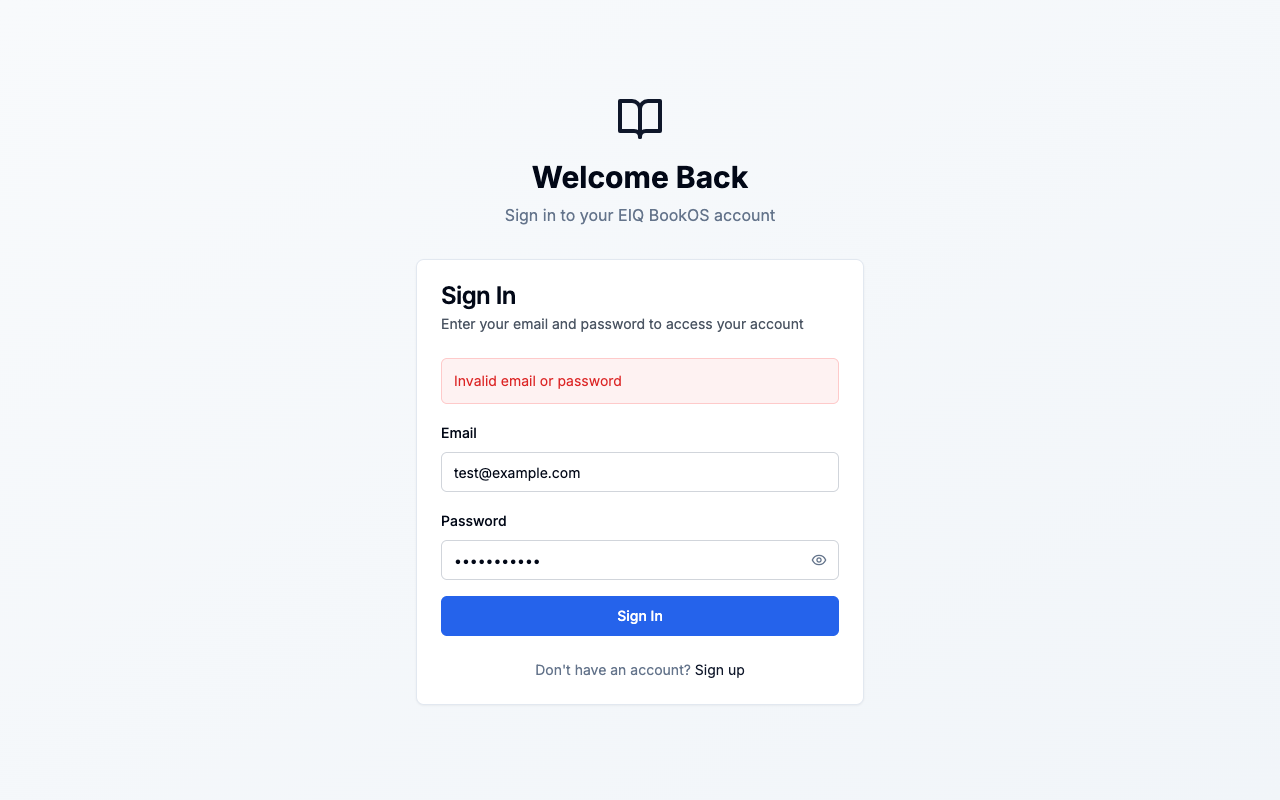 Welcome Back
Sign in to your EIQ BookOS account
Sign In
Enter your email and password to access your account
Invalid email or password
Email
test@example.com
Password
•••••••••••
Sign In
Don't have an account? Sign up